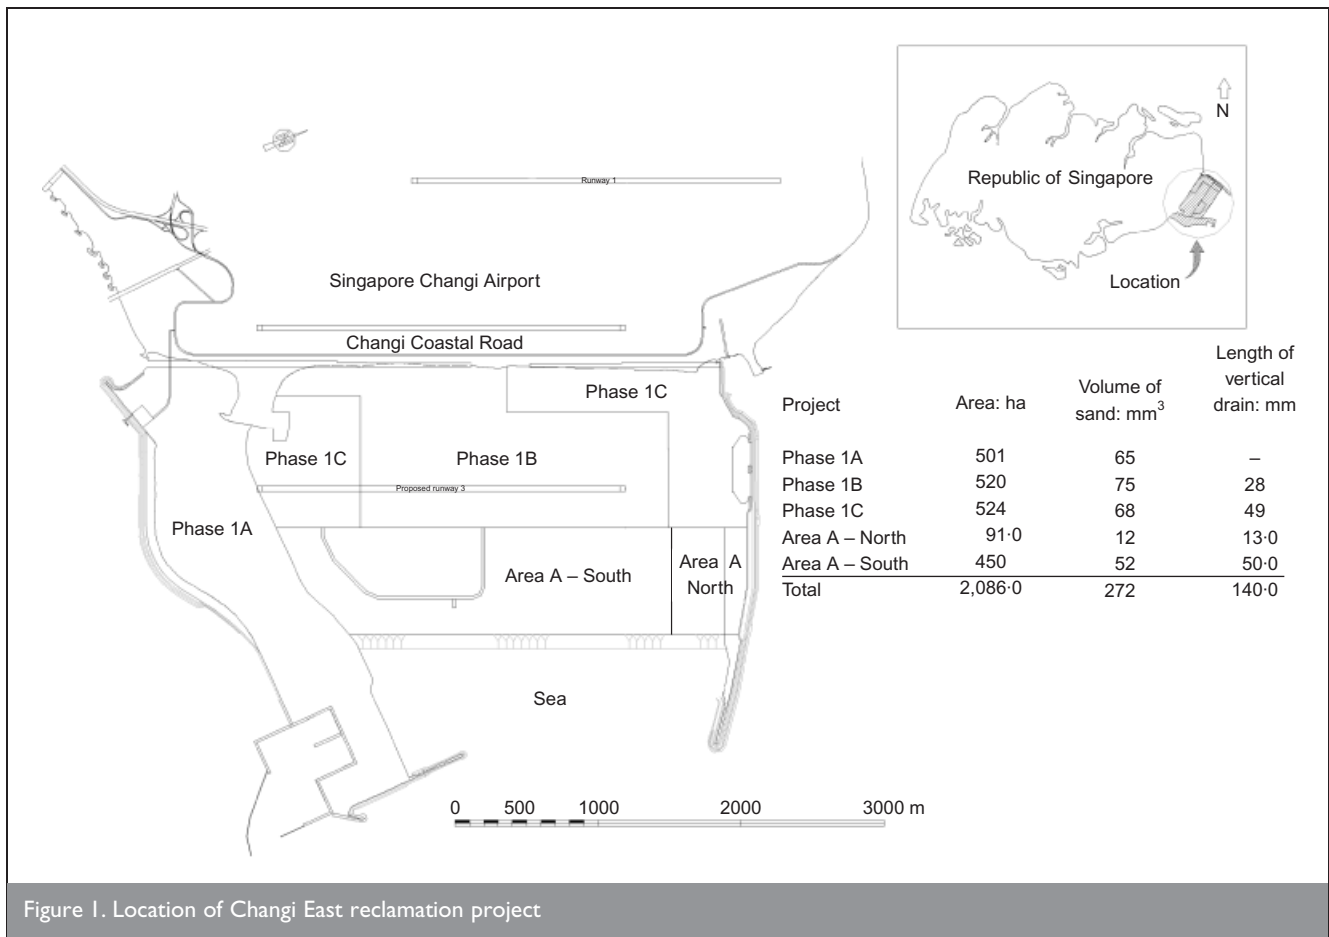 N
Republic of Singapore
Location
Runway 1
Singapore Changi Airport
Changi Coastal Road
Phase 1C
Phase 1C
Phase 1B
Proposed runway 3
Phase 1A
Area A – South
Area A
North
Sea
0 500 1000 2000 3000 m
Project Area: ha Volume of sand: mm³ Length of vertical drain: mm
Phase 1A 501 65 –
Phase 1B 520 75 28
Phase 1C 524 68 49
Area A – North 91·0 12 13·0
Area A – South 450 52 50·0
Total 2,086·0 272 140·0
Figure 1. Location of Changi East reclamation project